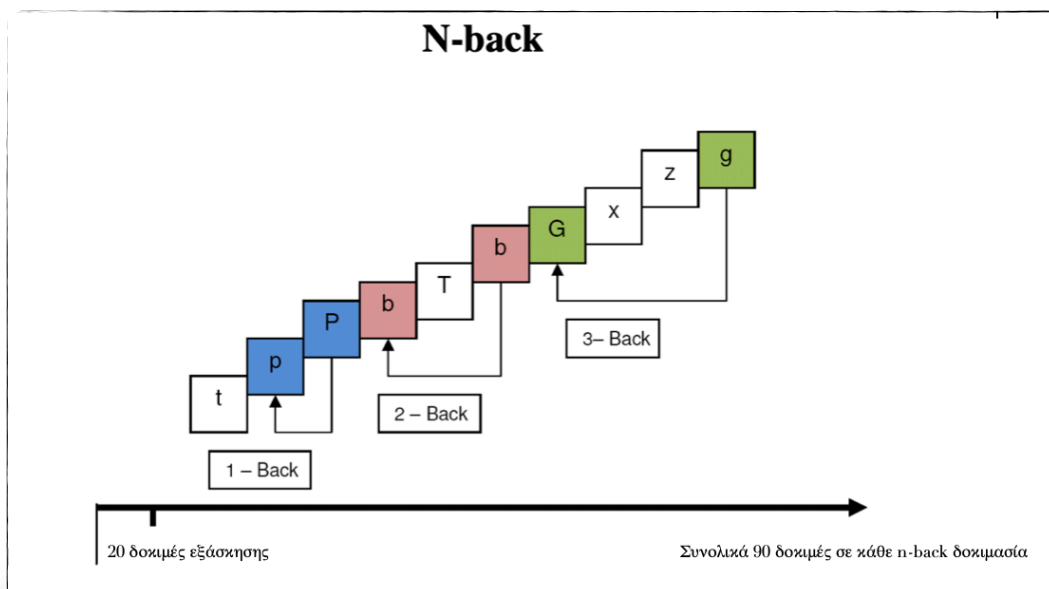 N-back
g
z
x
G
b
T
b
P
p
t
3– Back
2 – Back
1 – Back
20 δοκιμές εξάσκησης
Συνολικά 90 δοκιμές σε κάθε n-back δοκιμασία